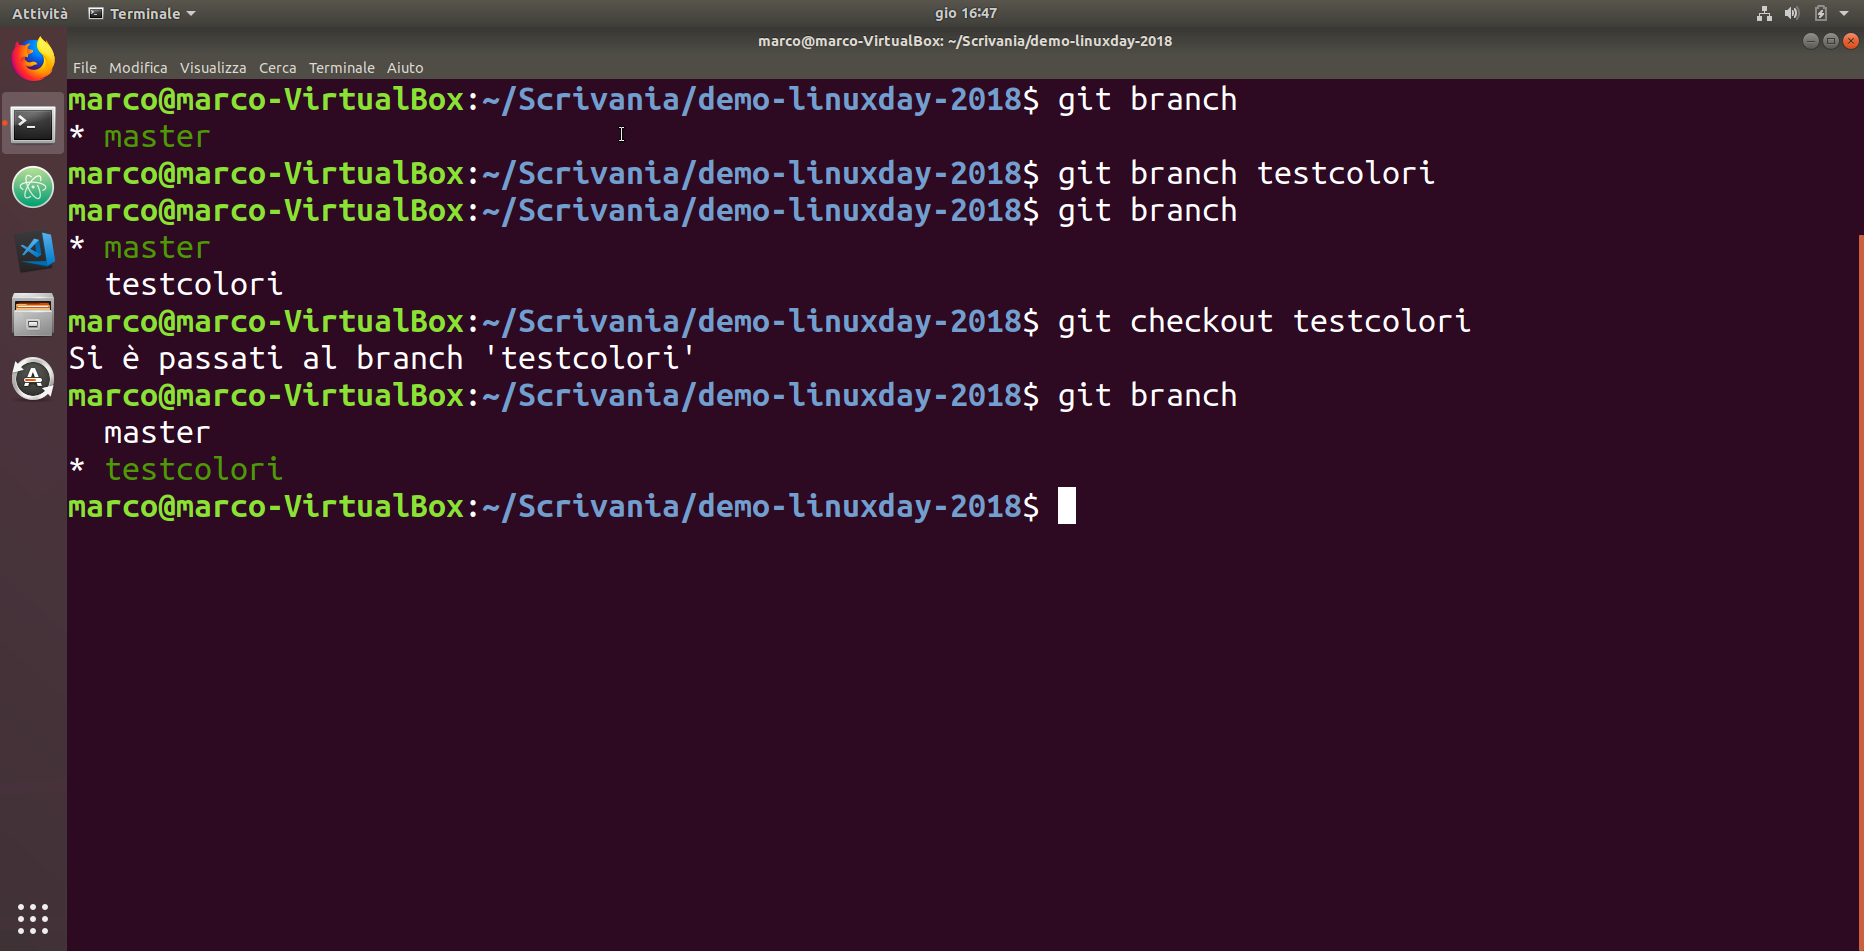 Attività Terminale gio 16:47
marco@marco-VirtualBox: ~/Scrivania/demo-linuxday-2018
File Modifica Visualizza Cerca Terminale Aiuto
marco@marco-VirtualBox:~/Scrivania/demo-linuxday-2018$ git branch
* master
marco@marco-VirtualBox:~/Scrivania/demo-linuxday-2018$ git branch testcolori
marco@marco-VirtualBox:~/Scrivania/demo-linuxday-2018$ git branch
* master
  testcolori
marco@marco-VirtualBox:~/Scrivania/demo-linuxday-2018$ git checkout testcolori
Si è passati al branch 'testcolori'
marco@marco-VirtualBox:~/Scrivania/demo-linuxday-2018$ git branch
  master
* testcolori
marco@marco-VirtualBox:~/Scrivania/demo-linuxday-2018$